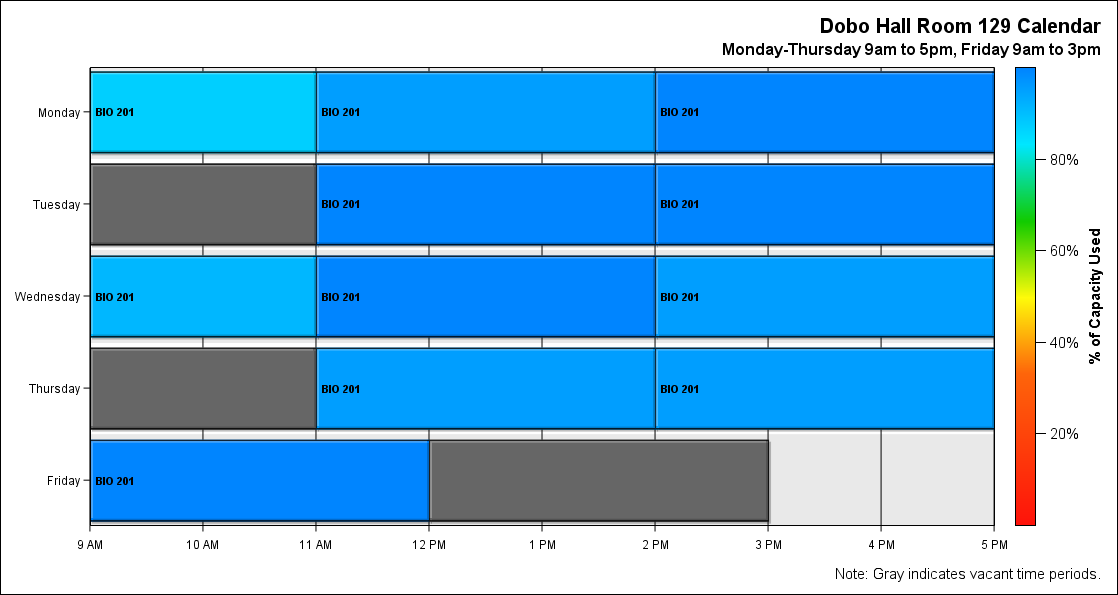 Dobo Hall Room 129 Calendar
Monday-Thursday 9am to 5pm, Friday 9am to 3pm
Monday BIO 201 BIO 201 BIO 201
80%
Tuesday BIO 201 BIO 201
60%
Wednesday BIO 201 BIO 201 BIO 201
% of Capacity Used
40%
Thursday BIO 201 BIO 201
20%
Friday BIO 201
9 AM 10 AM 11 AM 12 PM 1 PM 2 PM 3 PM 4 PM 5 PM
Note: Gray indicates vacant time periods.